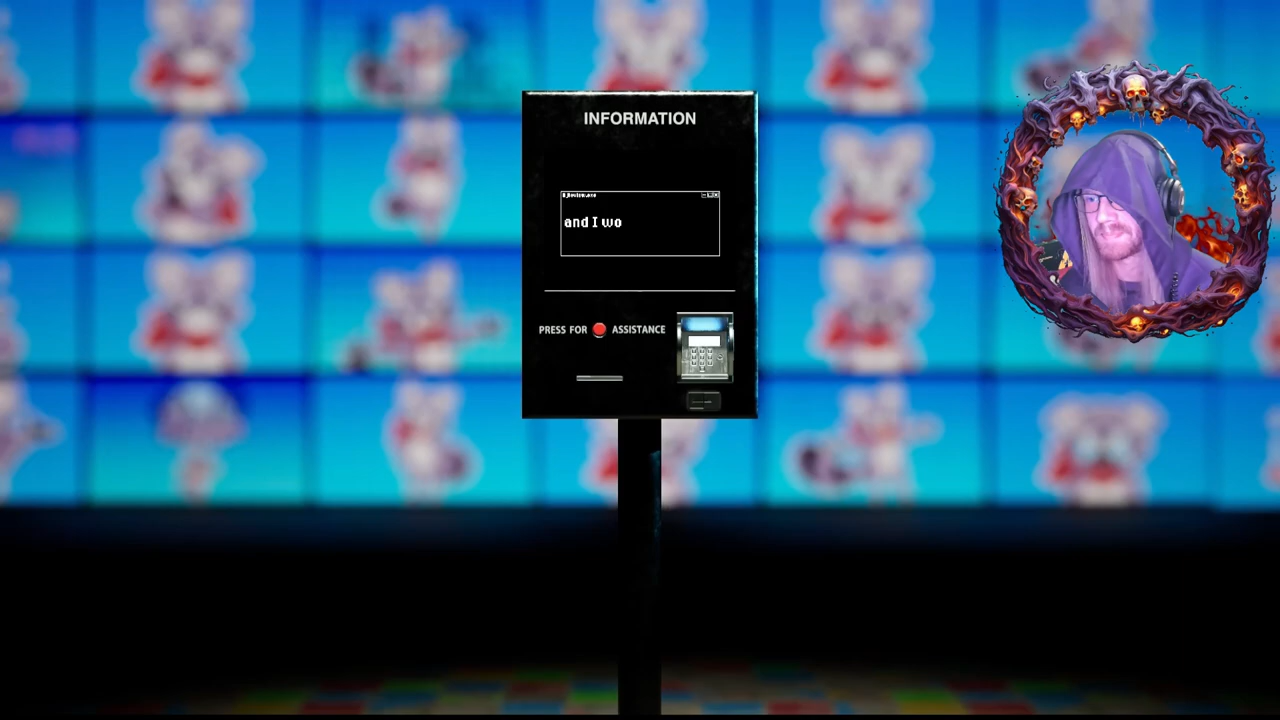 INFORMATION
and I wo
PRESS FOR ASSISTANCE